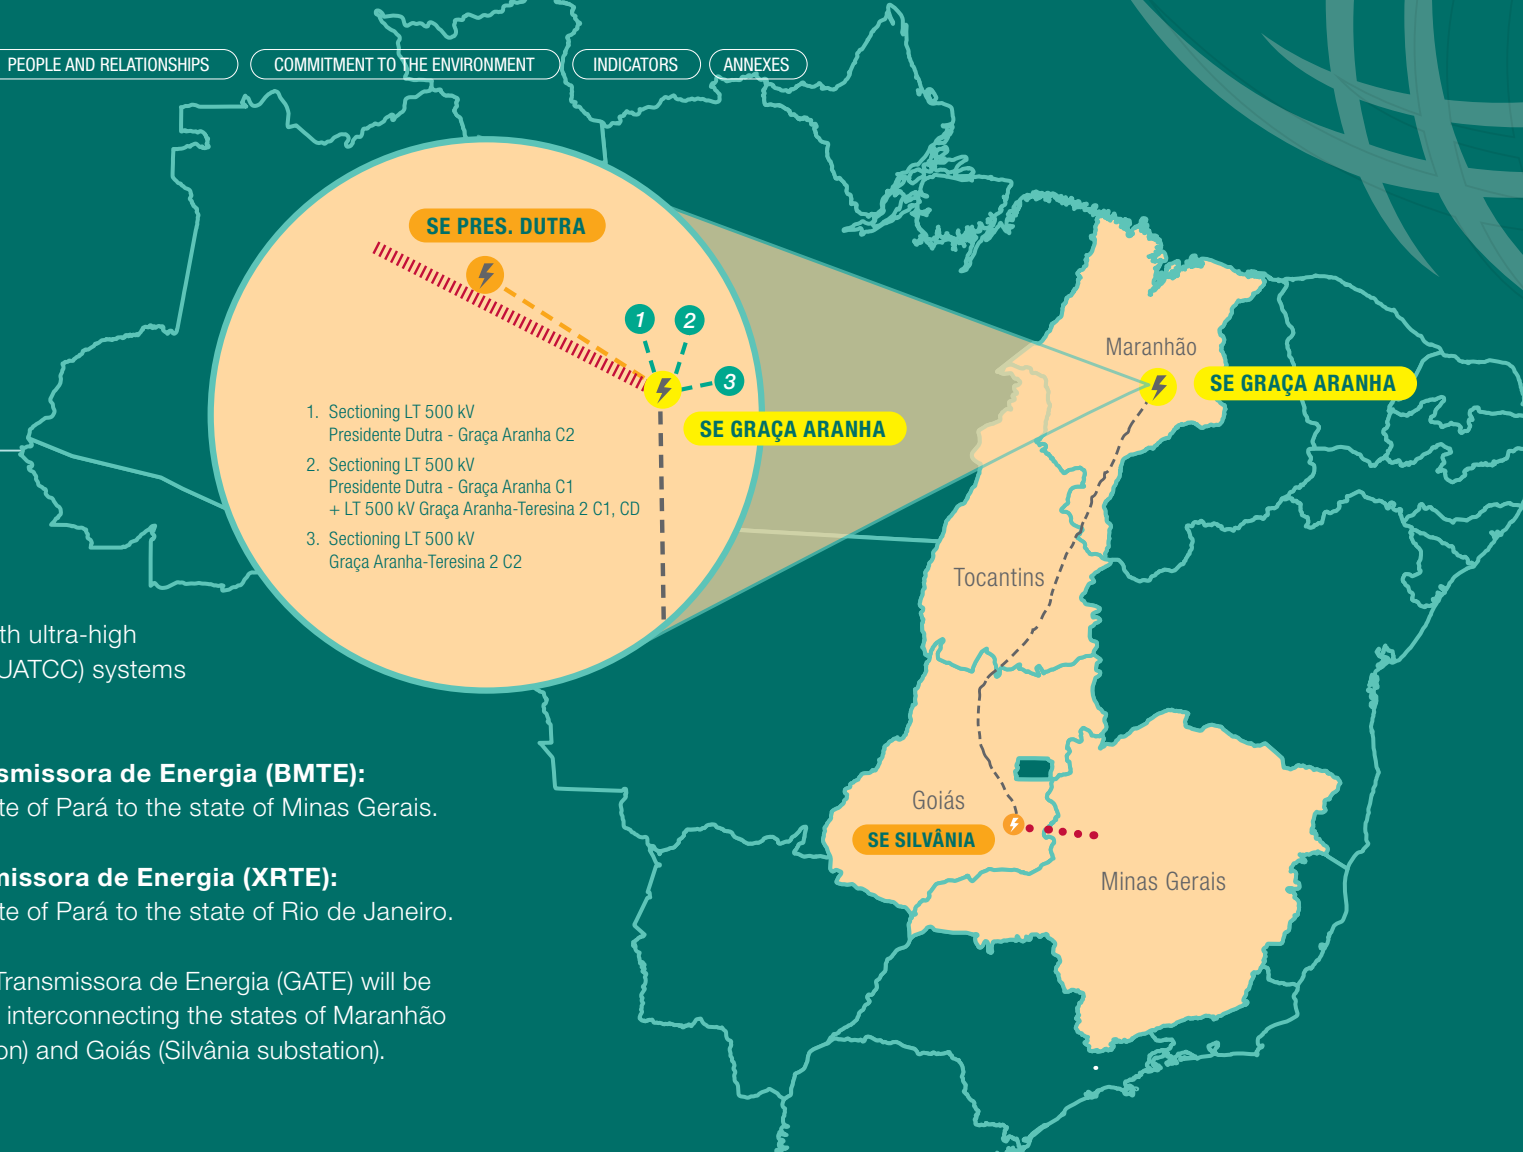 PEOPLE AND RELATIONSHIPS
COMMITMENT TO THE ENVIRONMENT
INDICATORS
ANNEXES
SE PRES. DUTRA
1
2
3
SE GRAÇA ARANHA
1. Sectioning LT 500 kV
Presidente Dutra - Graça Aranha C2
2. Sectioning LT 500 kV
Presidente Dutra - Graça Aranha C1
+ LT 500 kV Graça Aranha-Teresina 2 C1, CD
3. Sectioning LT 500 kV
Graça Aranha-Teresina 2 C2
Maranhão
SE GRAÇA ARANHA
Tocantins
Goiás
SE SILVÂNIA
Minas Gerais
th ultra-high
JATCC) systems
smissora de Energia (BMTE):
te of Pará to the state of Minas Gerais.
missora de Energia (XRTE):
te of Pará to the state of Rio de Janeiro.
Transmissora de Energia (GATE) will be
interconnecting the states of Maranhão
on) and Goiás (Silvânia substation).